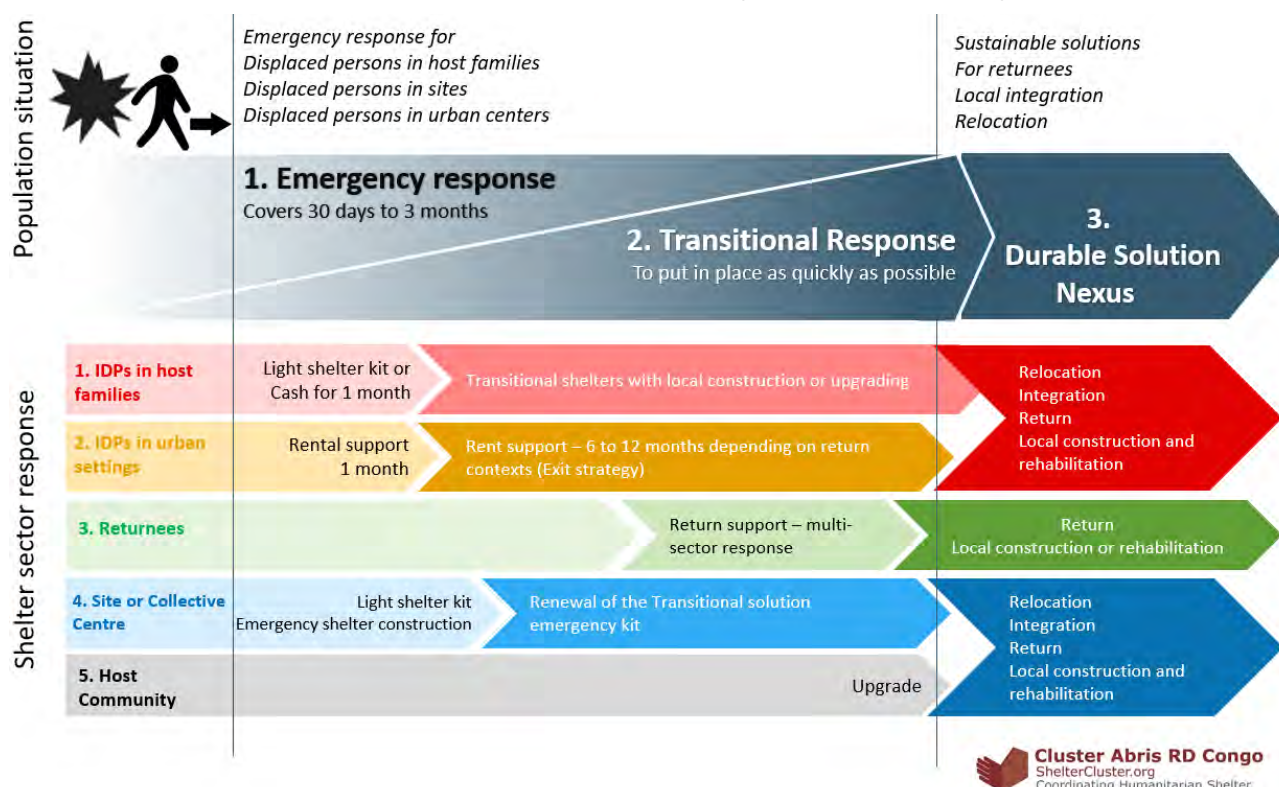 Population situation
Emergency response for
Displaced persons in host families
Displaced persons in sites
Displaced persons in urban centers
Sustainable solutions
For returnees
Local integration
Relocation
1. Emergency response
Covers 30 days to 3 months
2. Transitional Response
To put in place as quickly as possible
3.
Durable Solution
Nexus
Shelter sector response
1. IDPs in host
families
Light shelter kit or
Cash for 1 month
Transitional shelters with local construction or upgrading
2. IDPs in urban
settings
Rental support
1 month
Rent support – 6 to 12 months depending on return
contexts (Exit strategy)
Relocation
Integration
Return
Local construction and
rehabilitation
3. Returnees
Return support – multi-
sector response
Return
Local construction or rehabilitation
4. Site or Collective
Centre
Light shelter kit
Emergency shelter construction
Renewal of the Transitional solution
emergency kit
5. Host
Community
Upgrade
Relocation
Integration
Return
Local construction and
rehabilitation
Cluster Abris RD Congo
ShelterCluster.org
Coordinating Humanitarian Shelter